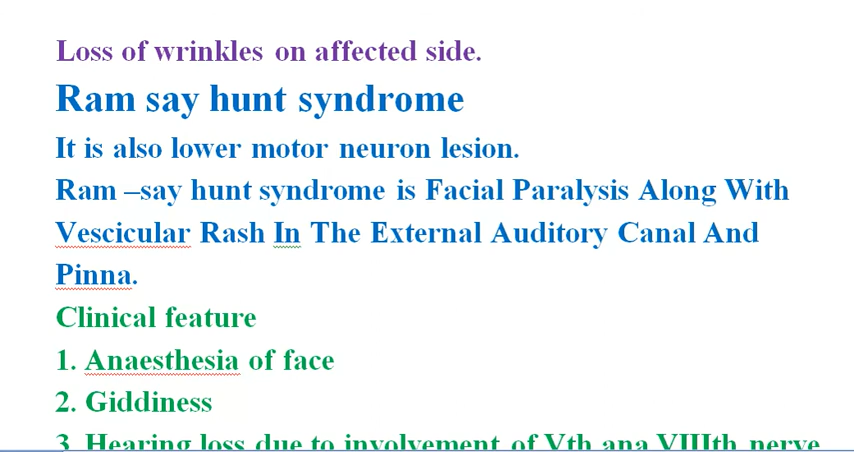 Loss of wrinkles on affected side.
Ram say hunt syndrome
It is also lower motor neuron lesion.
Ram –say hunt syndrome is Facial Paralysis Along With
Vescicular Rash In The External Auditory Canal And
Pinna.
Clinical feature
1. Anaesthesia of face
2. Giddiness
3. Hearing loss due to involvement of Vth ana VIIIth nerve